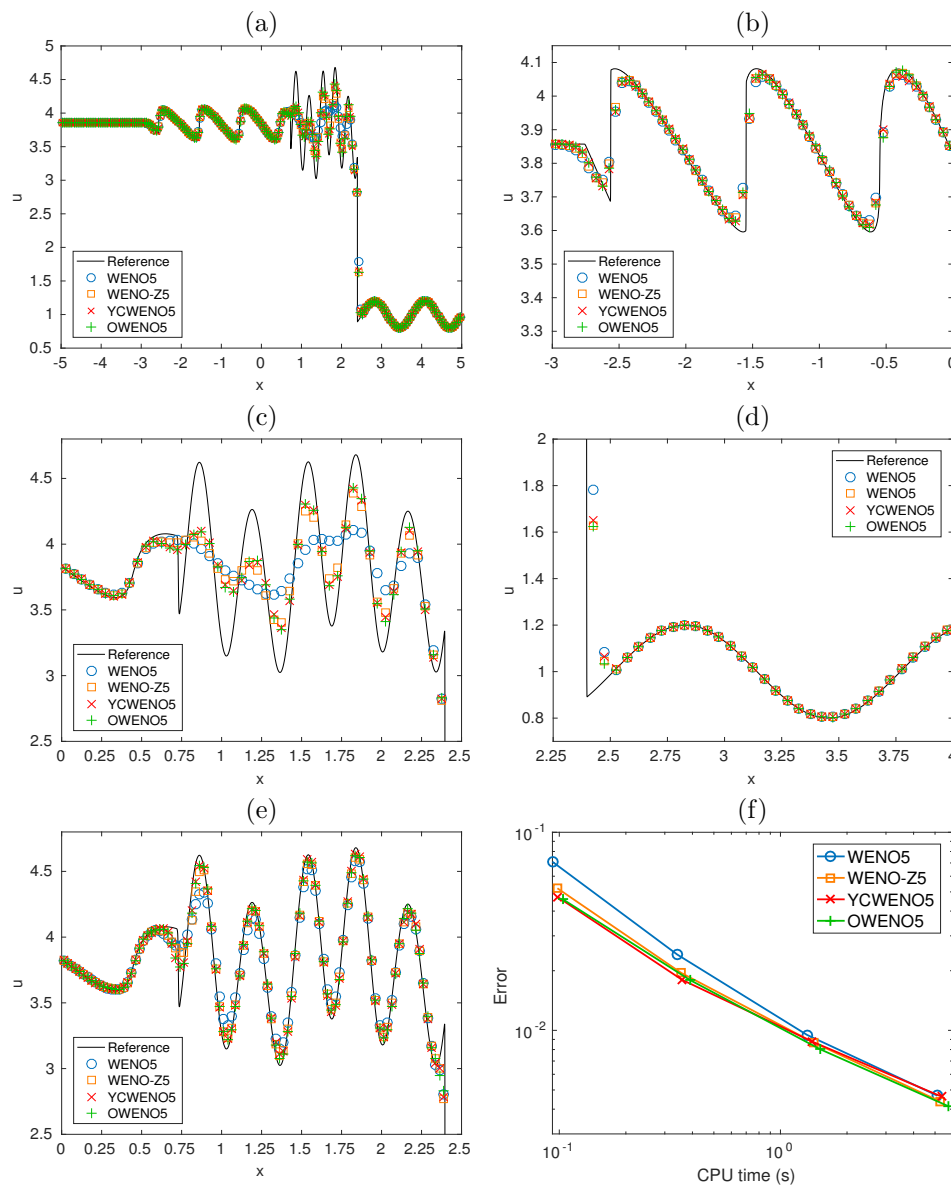 (a)
5
4.5
4
3.5
3
2.5
2
1.5
1
0.5
u
Reference
WENO5
WENO-Z5
YCWENO5
OWENO5
-5 -4 -3 -2 -1 0 1 2 3 4 5
x
(b)
4.1
4
3.9
3.8
3.7
3.6
3.5
3.4
3.3
u
Reference
WENO5
WENO-Z5
YCWENO5
OWENO5
-3 -2.5 -2 -1.5 -1 -0.5 0
x
(c)
4.5
4
3.5
3
2.5
u
Reference
WENO5
WENO-Z5
YCWENO5
OWENO5
0 0.25 0.5 0.75 1 1.25 1.5 1.75 2 2.25 2.5
x
(d)
2
1.8
1.6
1.4
1.2
1
0.8
u
Reference
WENO5
WENO5
YCWENO5
OWENO5
2.25 2.5 2.75 3 3.25 3.5 3.75 4
x
(e)
4.5
4
3.5
3
2.5
u
Reference
WENO5
WENO-Z5
YCWENO5
OWENO5
0 0.25 0.5 0.75 1 1.25 1.5 1.75 2 2.25 2.5
x
(f)
10-1
10-2
Error
WENO5
WENO-Z5
YCWENO5
OWENO5
10-1 100
CPU time (s)